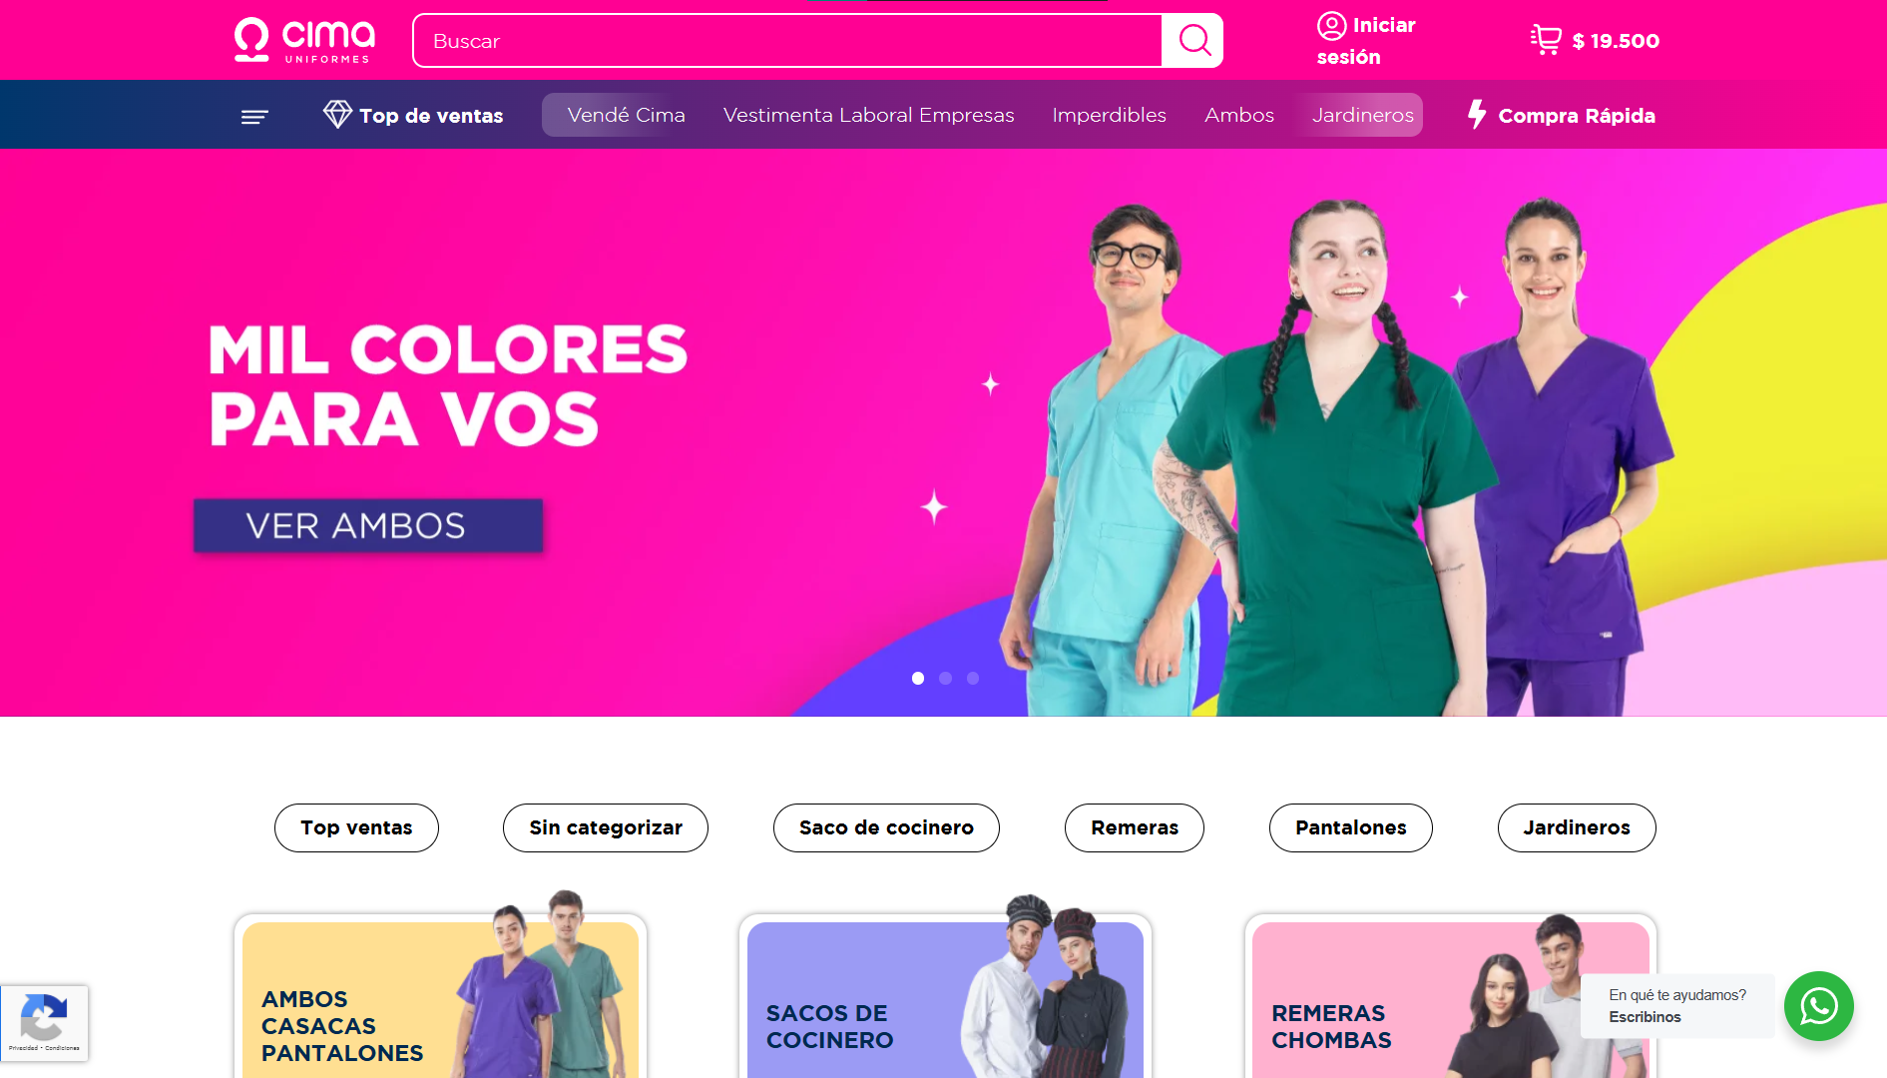 cima
UNIFORMES
Buscar
Iniciar
sesión
$ 19.500
Top de ventas
Vendé Cima
Vestimenta Laboral Empresas
Imperdibles
Ambos
Jardineros
Compra Rápida
MIL COLORES
PARA VOS
VER AMBOS
Top ventas
Sin categorizar
Saco de cocinero
Remeras
Pantalones
Jardineros
AMBOS
CASACAS
PANTALONES
SACOS DE
COCINERO
REMERAS
CHOMBAS
Privacidad - Condiciones
En qué te ayudamos?
Escribinos